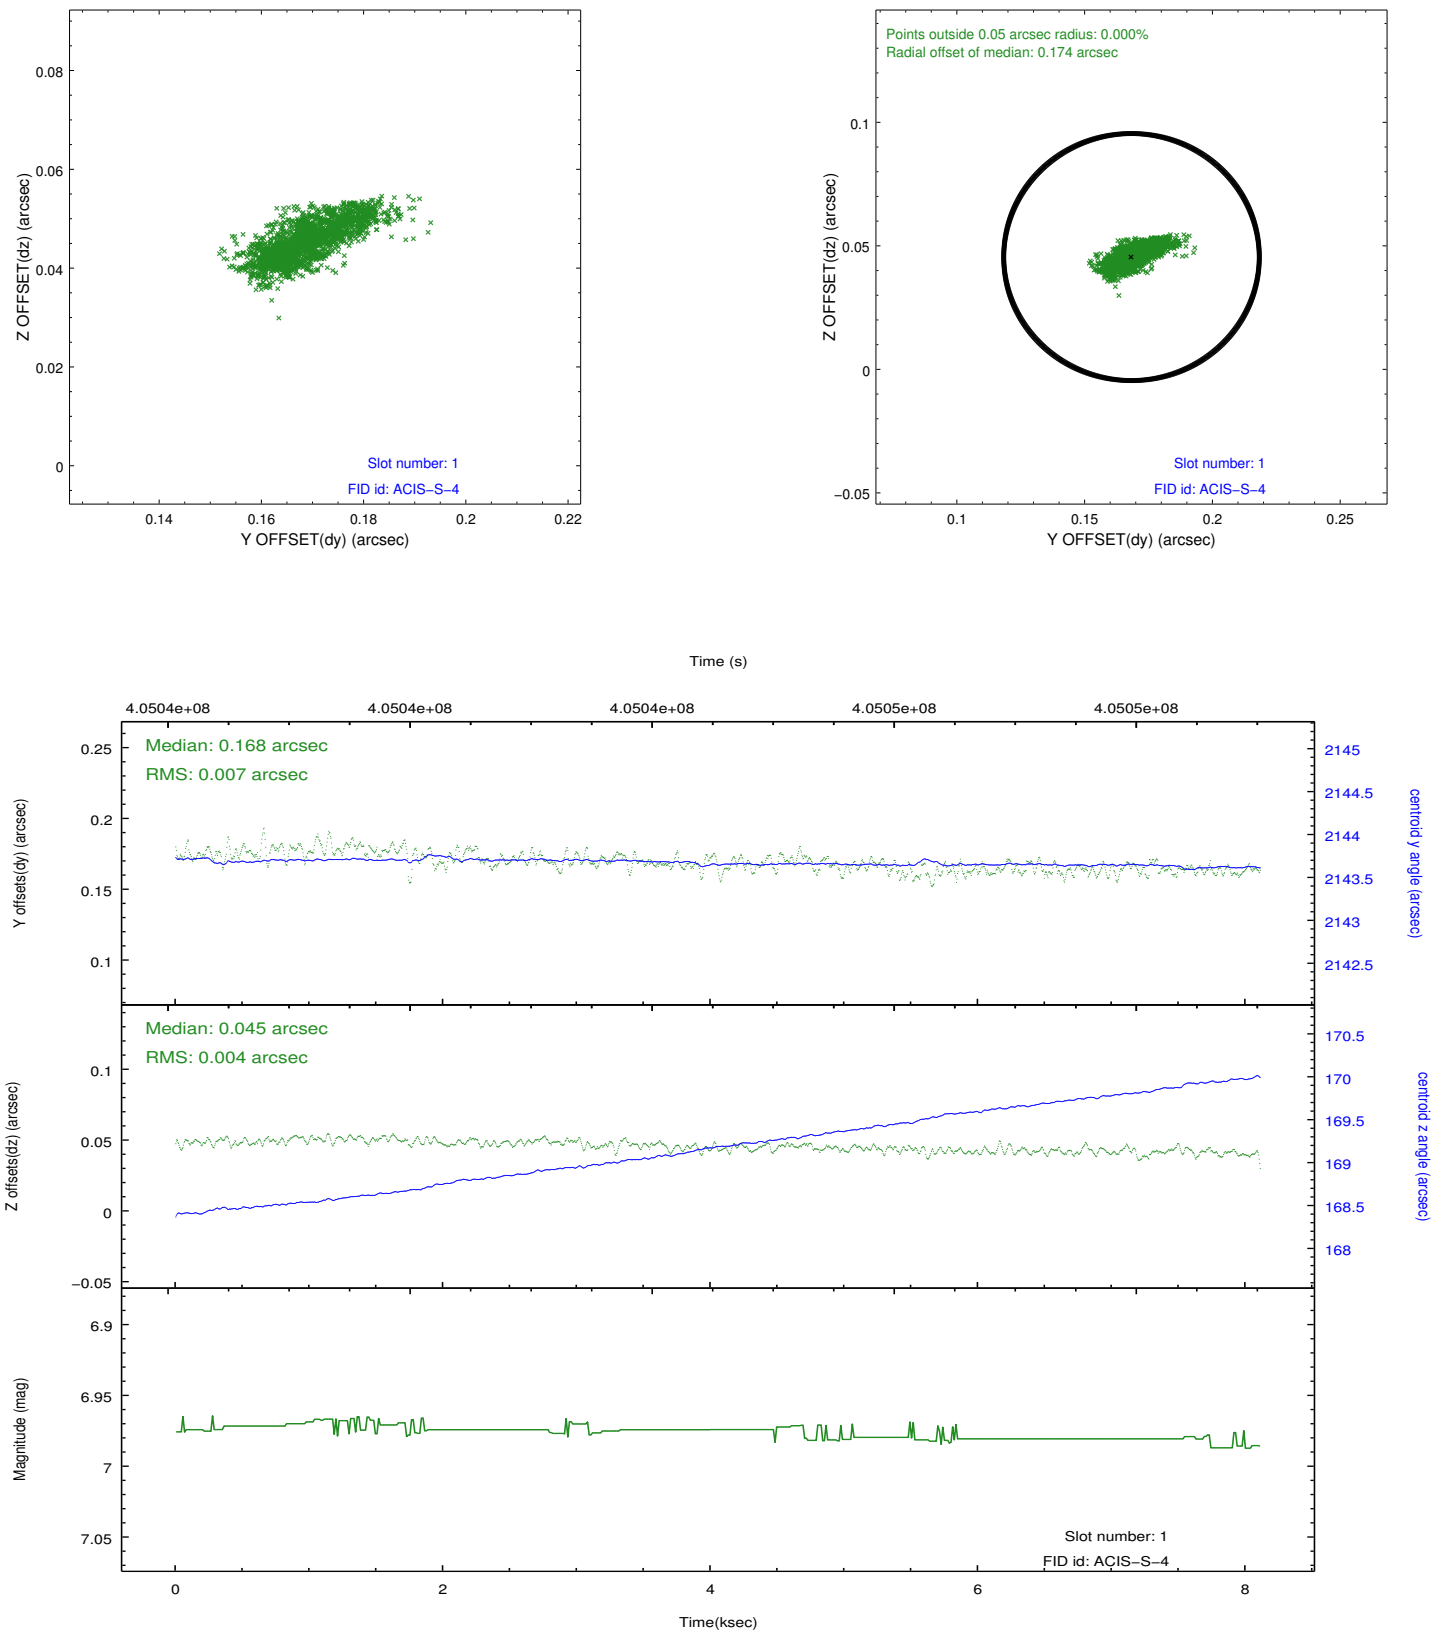 0.08
0.06
0.04
0.02
0
Z OFFSET(dz) (arcsec)
Slot number: 1
FID id: ACIS−S−4
0.14 0.16 0.18 0.2 0.22
Y OFFSET(dy) (arcsec)
Points outside 0.05 arcsec radius: 0.000%
Radial offset of median: 0.174 arcsec
0.1
0.05
0
−0.05
Z OFFSET(dz) (arcsec)
Slot number: 1
FID id: ACIS−S−4
0.1 0.15 0.2 0.25
Y OFFSET(dy) (arcsec)
Time (s)
4.0504e+08 4.0504e+08 4.0504e+08 4.0505e+08 4.0505e+08
Median: 0.168 arcsec
RMS: 0.007 arcsec
0.25
0.2
0.15
0.1
Y offsets(dy) (arcsec)
2145
2144.5
2144
2143.5
2143
2142.5
centroid y angle (arcsec)
Median: 0.045 arcsec
RMS: 0.004 arcsec
0.1
0.05
0
−0.05
Z offsets(dz) (arcsec)
170.5
170
169.5
169
168.5
168
centroid z angle (arcsec)
6.9
6.95
7
7.05
Magnitude (mag)
Slot number: 1
FID id: ACIS−S−4
0 2 4 6 8
Time(ksec)